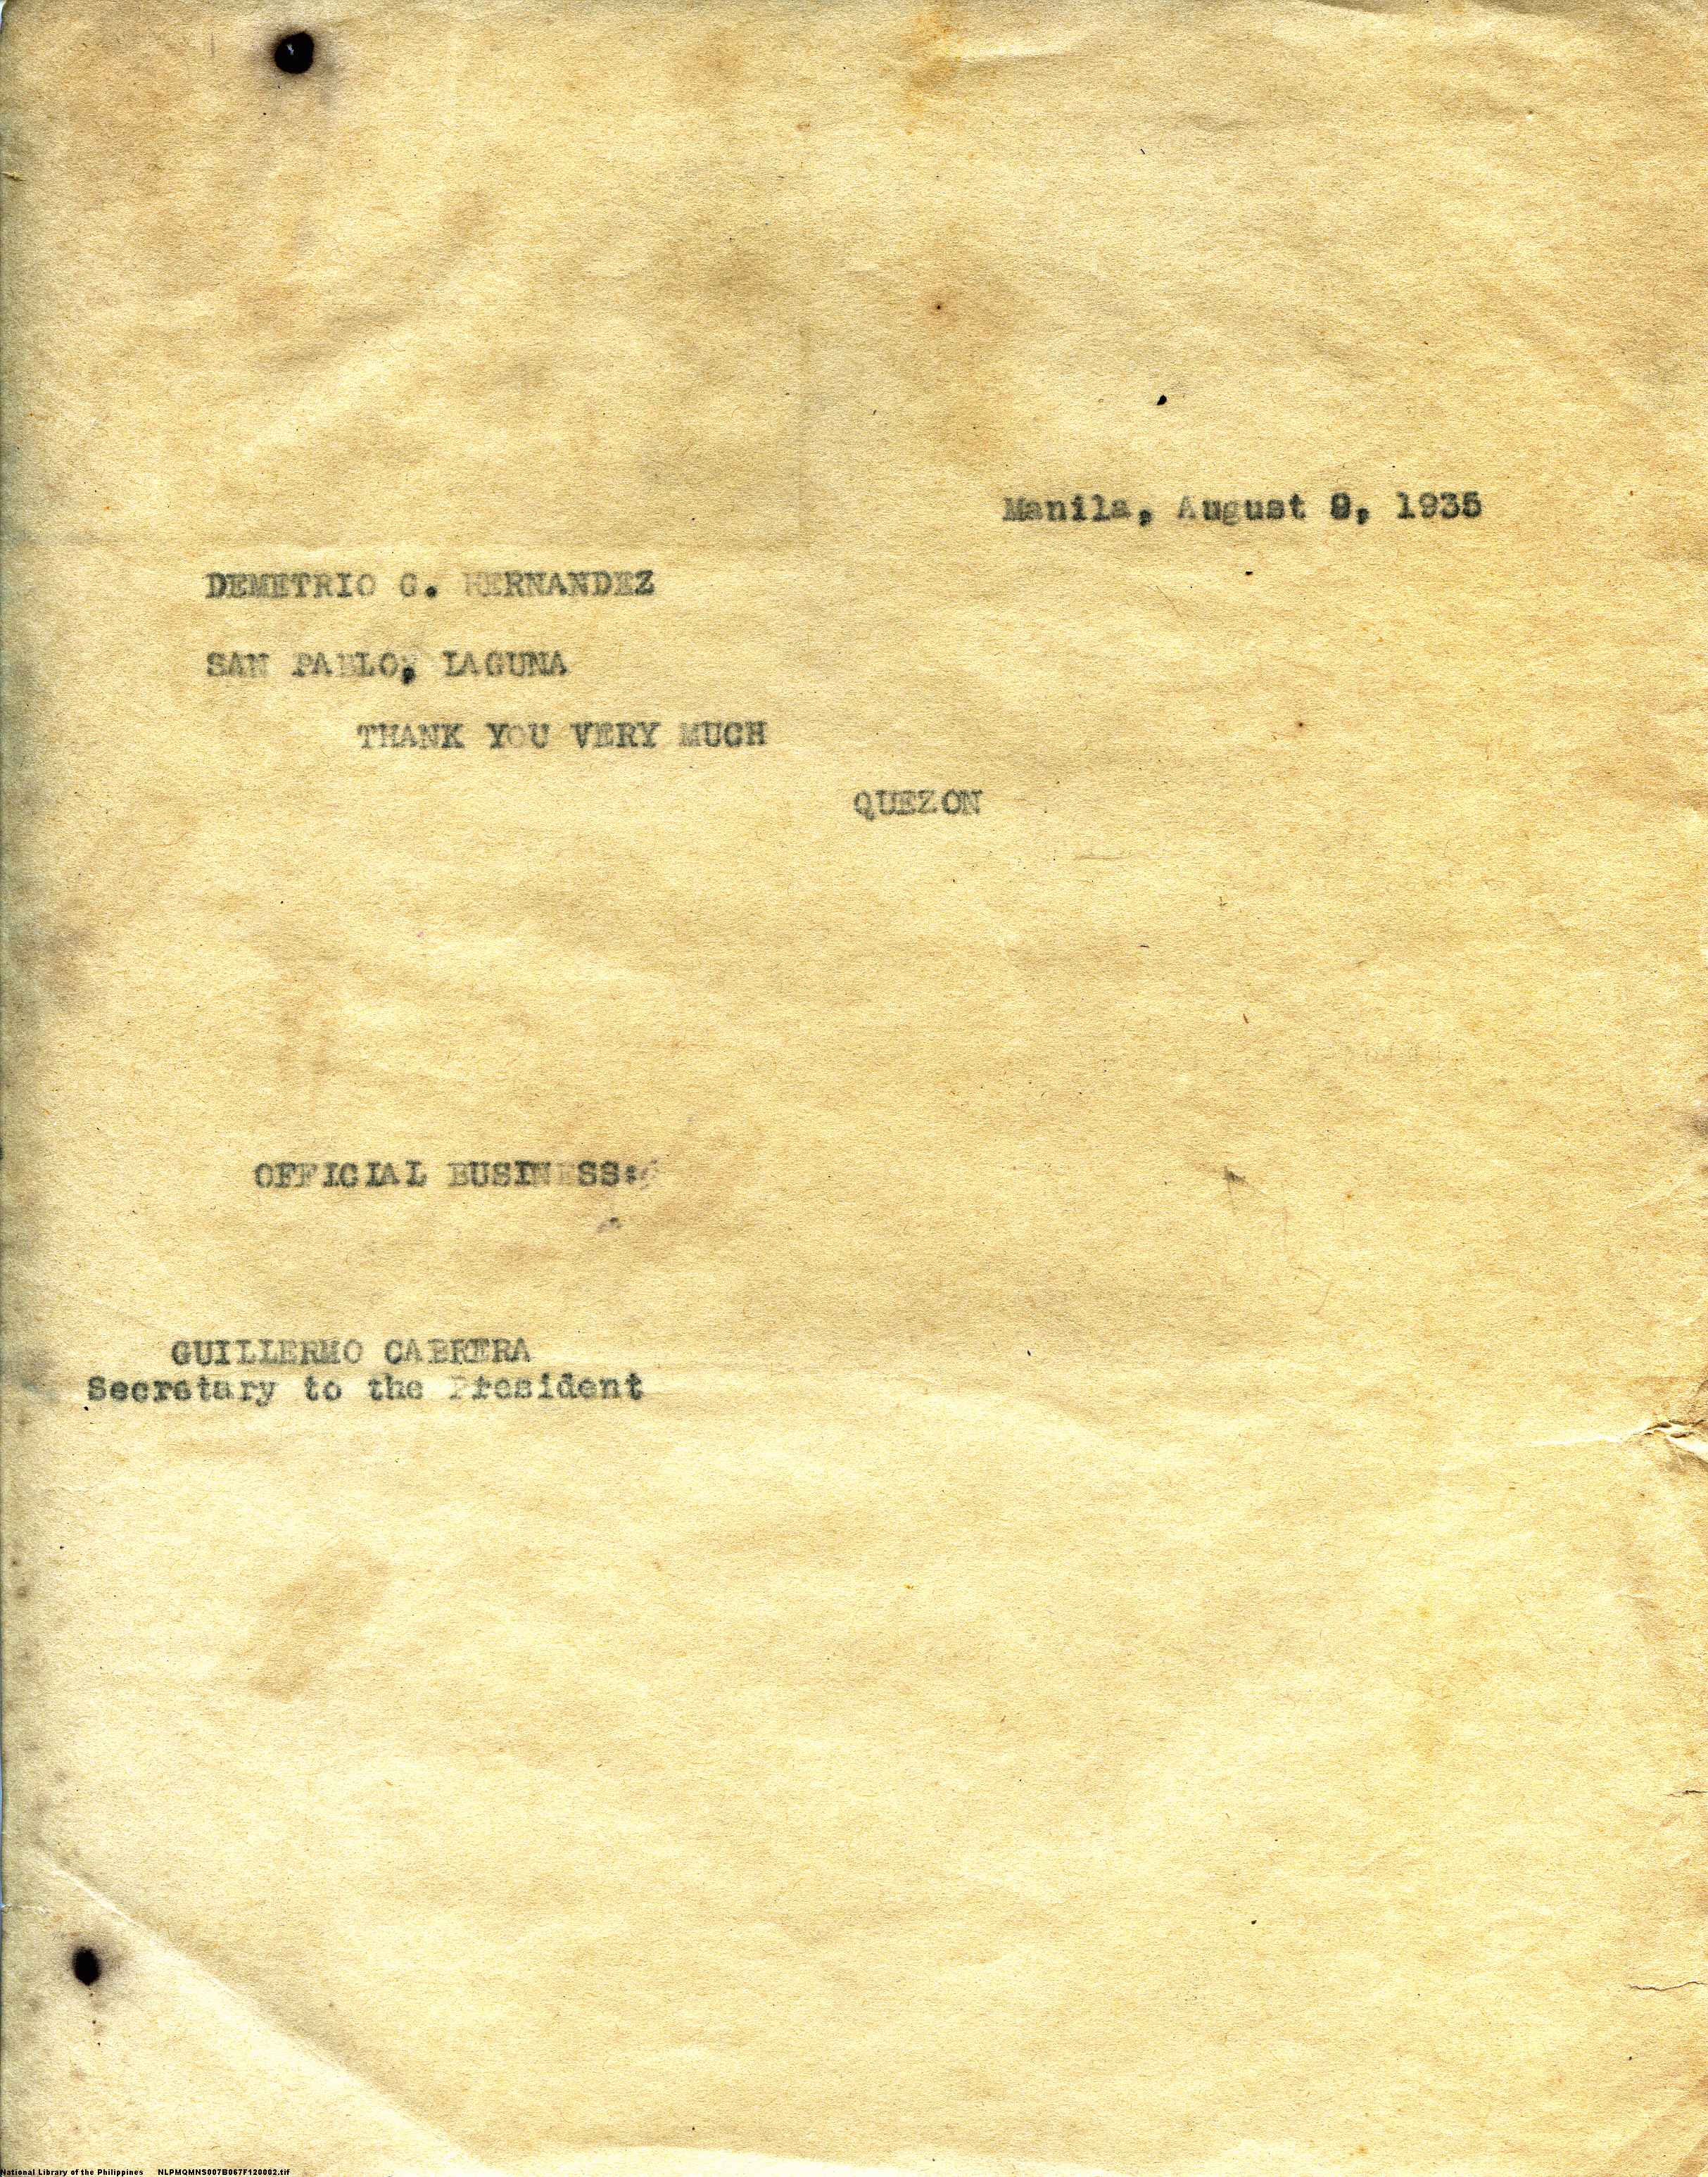 Manila, August 9, 1935
DEMETRIO G. HERNANDEZ
SAN PABLO, LAGUNA
THANK YOU VERY MUCH
QUEZON
OFFICIAL BUSINESS:
GUILLERMO CABRERA
Secretary to the President
National Library of the Philippines NLPMQMNS007B067F120002.tif